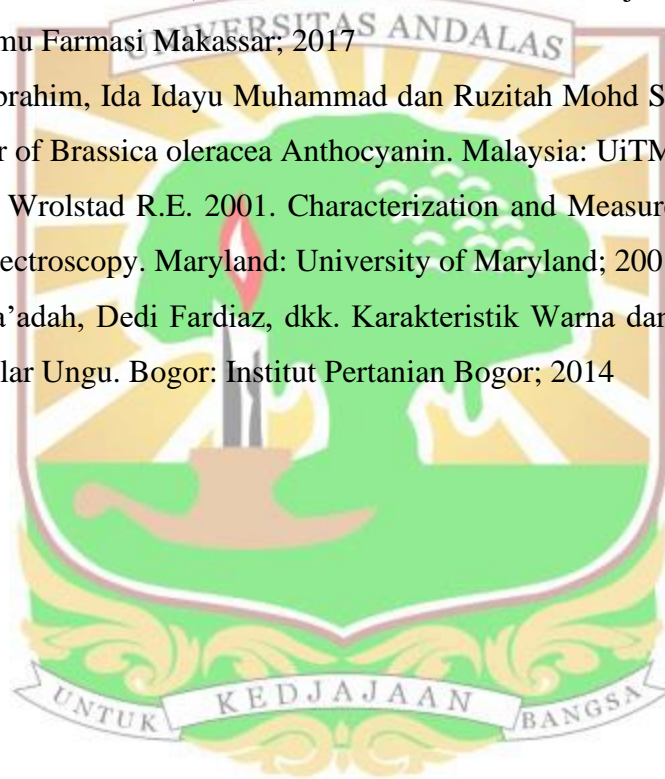 mu Farmasi Makassar; 2017
UNIVERSITAS ANDALAS
brahim, Ida Idayu Muhammad dan Ruzitah Mohd S
r of Brassica oleracea Anthocyanin. Malaysia: UiTM
Wrolstad R.E. 2001. Characterization and Measur
ectroscopy. Maryland: University of Maryland; 200
a’adah, Dedi Fardiaz, dkk. Karakteristik Warna dan
lar Ungu. Bogor: Institut Pertanian Bogor; 2014
UNTUK KEDJAJAAN BANGSA